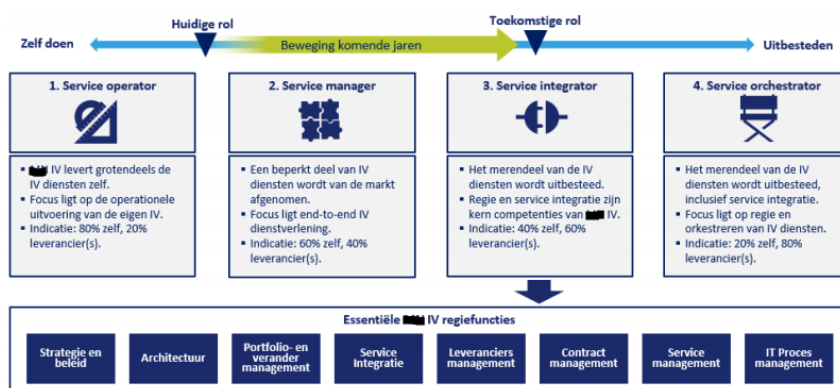 Huidige rol
Toekomstige rol
Zelf doen
Beweging komende jaren
Uitbesteden
1. Service operator
2. Service manager
3. Service integrator
4. Service orchestrator
▪ IV levert grotendeels de
IV diensten zelf.
▪ Focus ligt op de operationele
uitvoering van de eigen IV.
▪ Indicatie: 80% zelf, 20%
leverancier(s).
▪ Een beperkt deel van IV
diensten wordt van de markt
afgenomen.
▪ Focus ligt end-to-end IV
dienstverlening.
▪ Indicatie: 60% zelf, 40%
leverancier(s).
▪ Het merendeel van de IV
diensten wordt uitbesteed.
▪ Regie en service integratie zijn
kern competenties van IV.
▪ Indicatie: 40% zelf, 60%
leverancier(s).
▪ Het merendeel van de IV
diensten wordt uitbesteed,
inclusief service integratie.
▪ Focus ligt op regie en
orkestreren van IV diensten.
▪ Indicatie: 20% zelf, 80%
leverancier(s).
Essentiële IV regiefuncties
Strategie en
beleid
Architectuur
Portfolio- en
verander
management
Service
Integratie
Leveranciers
management
Contract
management
Service
management
IT Proces
management